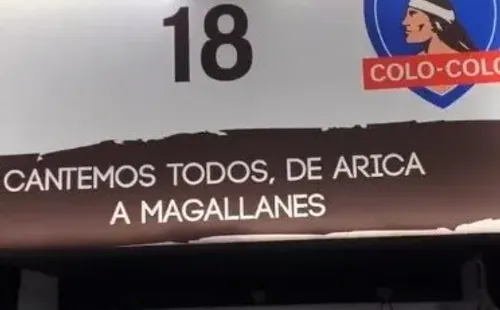 18
COLO-COLO
CANTEMOS TODOS, DE ARICA
A MAGALLANES